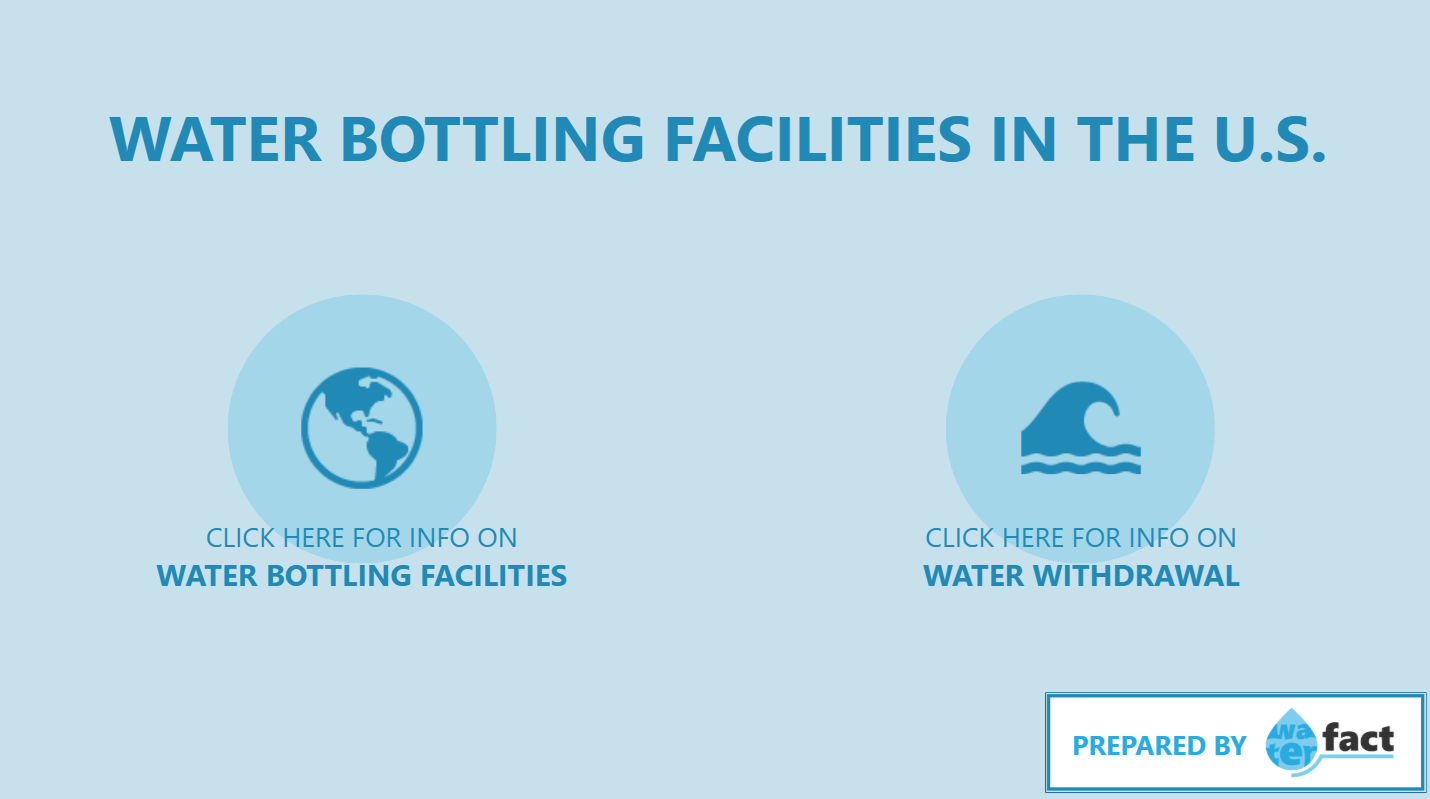 WATER BOTTLING FACILITIES IN THE U.S.
CLICK HERE FOR INFO ON
WATER BOTTLING FACILITIES
CLICK HERE FOR INFO ON
WATER WITHDRAWAL
PREPARED BY
water fact